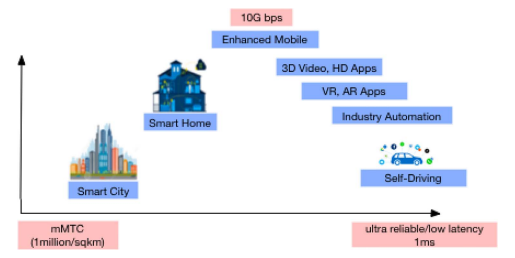 10G bps
Enhanced Mobile
3D Video, HD Apps
VR, AR Apps
Industry Automation
Smart Home
Self-Driving
Smart City
mMTC
(1million/sqkm)
ultra reliable/low latency
1ms